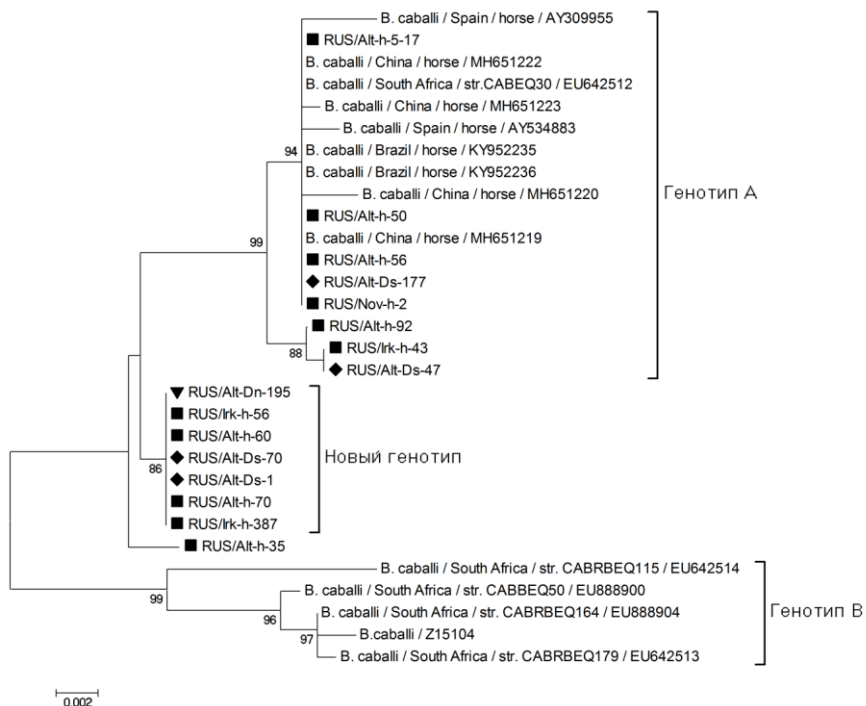 B. caballi / Spain / horse / AY309955
RUS/Alt-h-5-17
B. caballi / China / horse / MH651222
B. caballi / South Africa / str.CABEQ30 / EU642512
B. caballi / China / horse / MH651223
B. caballi / Spain / horse / AY534883
94
B. caballi / Brazil / horse / KY952235
B. caballi / Brazil / horse / KY952236
B. caballi / China / horse / MH651220
Генотип A
RUS/Alt-h-50
99
B. caballi / China / horse / MH651219
RUS/Alt-h-56
RUS/Alt-Ds-177
RUS/Nov-h-2
RUS/Alt-h-92
88
RUS/Irk-h-43
RUS/Alt-Ds-47
RUS/Alt-Dn-195
RUS/Irk-h-56
RUS/Alt-h-60
RUS/Alt-Ds-70
Новый генотип
86
RUS/Alt-Ds-1
RUS/Alt-h-70
RUS/Irk-h-387
RUS/Alt-h-35
B. caballi / South Africa / str. CABRBEQ115 / EU642514
99
B. caballi / South Africa / str. CABBEQ50 / EU888900
96
B. caballi / South Africa / str. CABRBEQ164 / EU888904
Генотип B
97
B.caballi / Z15104
B. caballi / South Africa / str. CABRBEQ179 / EU642513
0.002